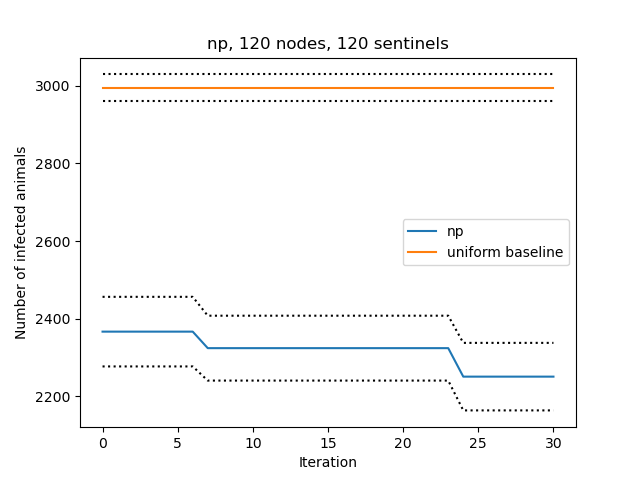 np, 120 nodes, 120 sentinels
Number of infected animals
3000
2800
2600
2400
2200
np
uniform baseline
0 5 10 15 20 25 30
Iteration